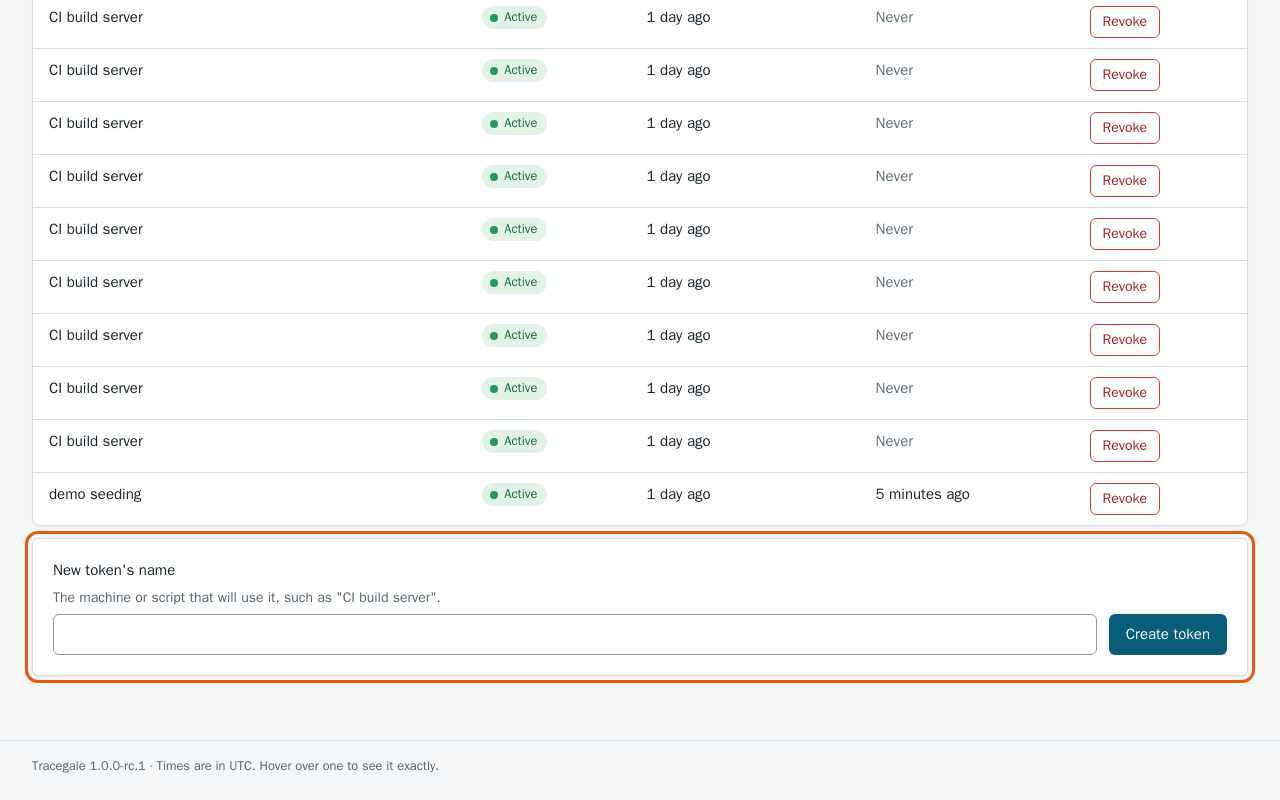 CI build server Active 1 day ago Never Revoke
CI build server Active 1 day ago Never Revoke
CI build server Active 1 day ago Never Revoke
CI build server Active 1 day ago Never Revoke
CI build server Active 1 day ago Never Revoke
CI build server Active 1 day ago Never Revoke
CI build server Active 1 day ago Never Revoke
CI build server Active 1 day ago Never Revoke
CI build server Active 1 day ago Never Revoke
demo seeding Active 1 day ago 5 minutes ago Revoke
New token's name
The machine or script that will use it, such as "CI build server".
Create token
Tracegale 1.0.0-rc.1 · Times are in UTC. Hover over one to see it exactly.